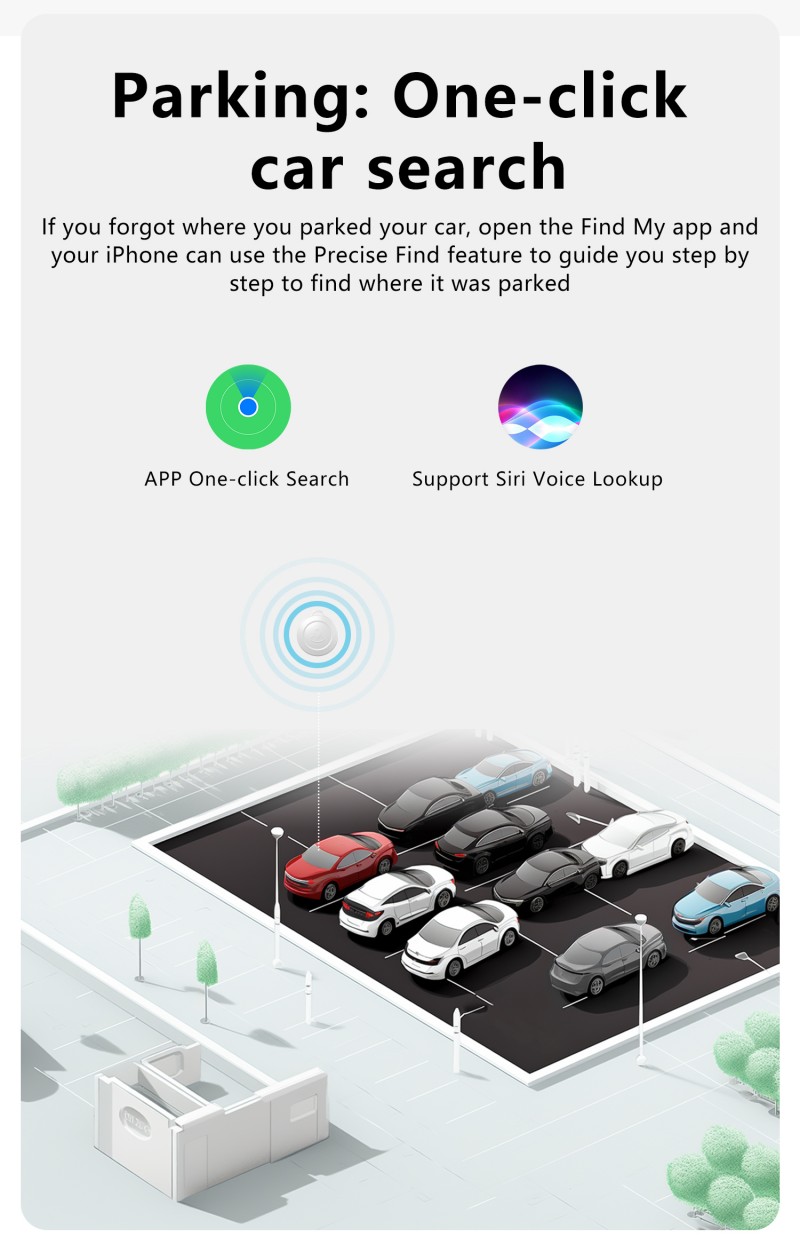 Parking: One-click
car search
If you forgot where you parked your car, open the Find My app and
your iPhone can use the Precise Find feature to guide you step by
step to find where it was parked
APP One-click Search
Support Siri Voice Lookup